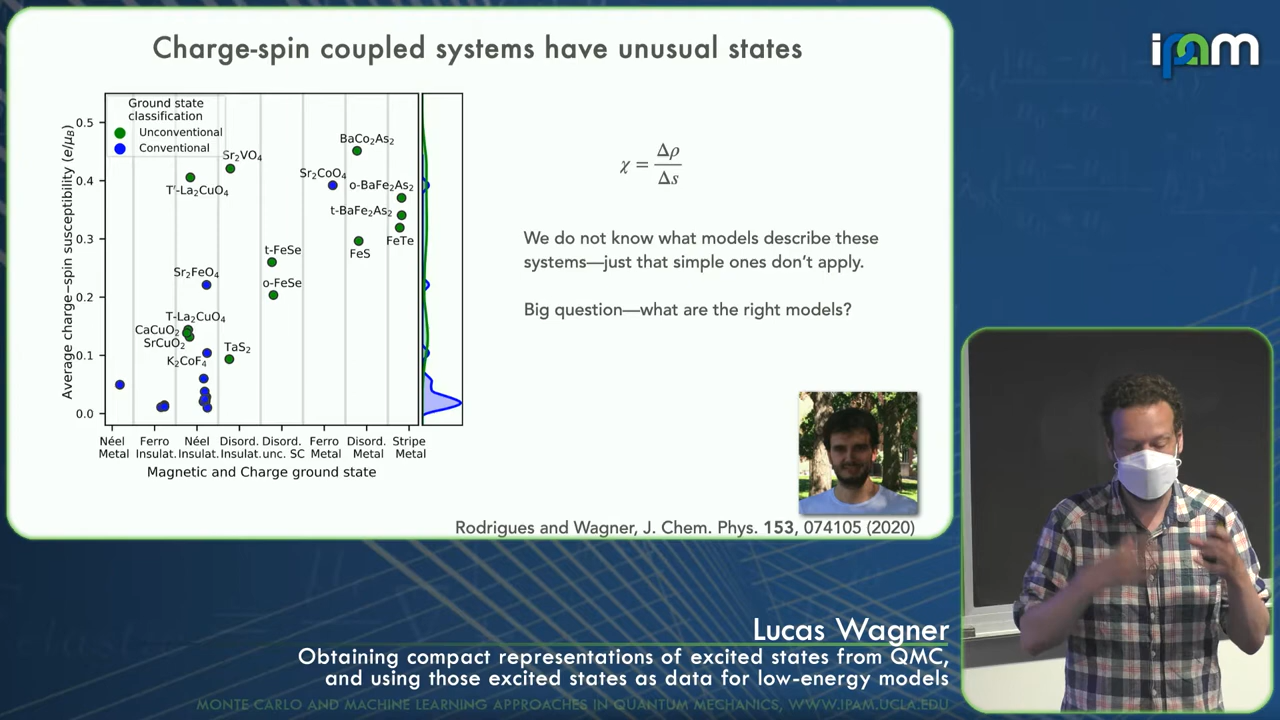 Charge-spin coupled systems have unusual states
ipam
Ground state
classification
Unconventional
Conventional
Average charge−spin susceptibility (e/μB)
0.5
0.4
0.3
0.2
0.1
0.0
BaCo₂As₂
Sr₂VO₄
Sr₂CoO₄
T'-La₂CuO₄
o-BaFe₂As₂
t-BaFe₂As₂
FeTe
FeS
t-FeSe
o-FeSe
Sr₂FeO₄
T-La₂CuO₄
CaCuO₂
SrCuO₂
TaS₂
K₂CoF₄
Néel Ferro Néel Disord. Disord. Ferro Disord. Stripe
Metal Insulat. Insulat. Insulat. unc. SC Metal Metal Metal
Magnetic and Charge ground state
χ = Δρ / Δs
We do not know what models describe these
systems—just that simple ones don’t apply.
Big question—what are the right models?
Rodrigues and Wagner, J. Chem. Phys. 153, 074105 (2020)
Lucas Wagner
Obtaining compact representations of excited states from QMC,
and using those excited states as data for low-energy models
MONTE CARLO AND MACHINE LEARNING APPROACHES IN QUANTUM MECHANICS, WWW.IPAM.UCLA.EDU